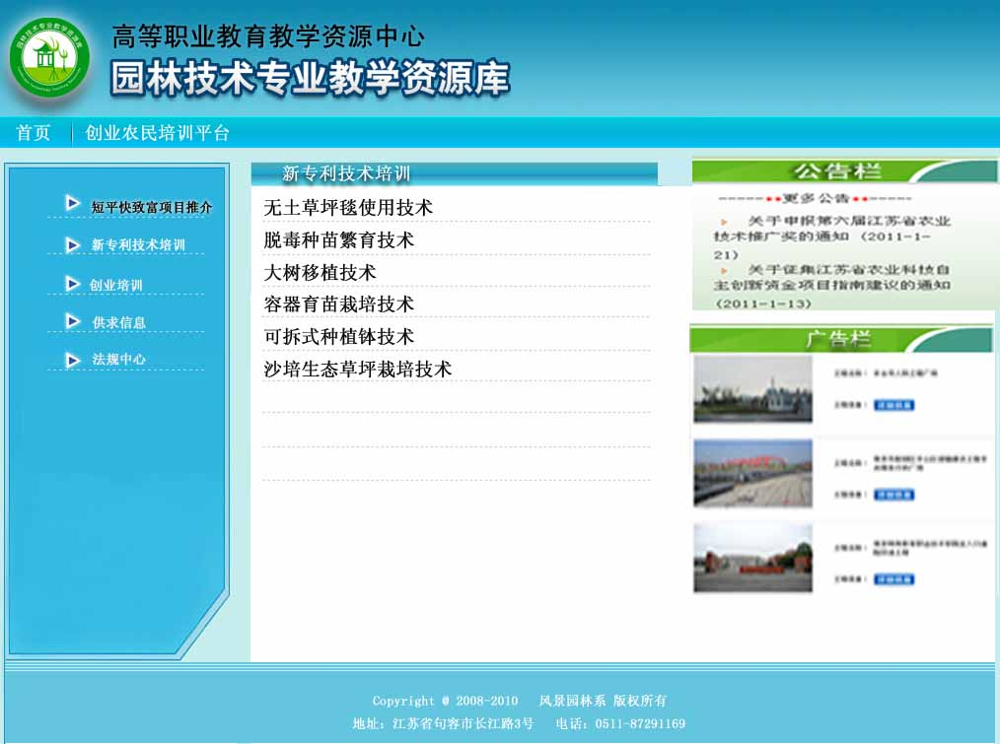 高等职业教育教学资源中心
园林技术专业教学资源库
首页
创业农民培训平台
短平快致富项目推介
新专利技术培训
创业培训
供求信息
法规中心
新专利技术培训
无土草坪毯使用技术
脱毒种苗繁育技术
大树移植技术
容器育苗栽培技术
可拆式种植钵技术
沙培生态草坪栽培技术
公告栏
-----••更多公告••-----
关于申报第六届江苏省农业
技术推广奖的通知 (2011-1-
21)
关于征集江苏省农业科技自
主创新资金项目指南建议的通知
(2011-1-13)
广告栏
Copyright @ 2008-2010 风景园林系 版权所有
地址: 江苏省句容市长江路3号 电话: 0511-87291169